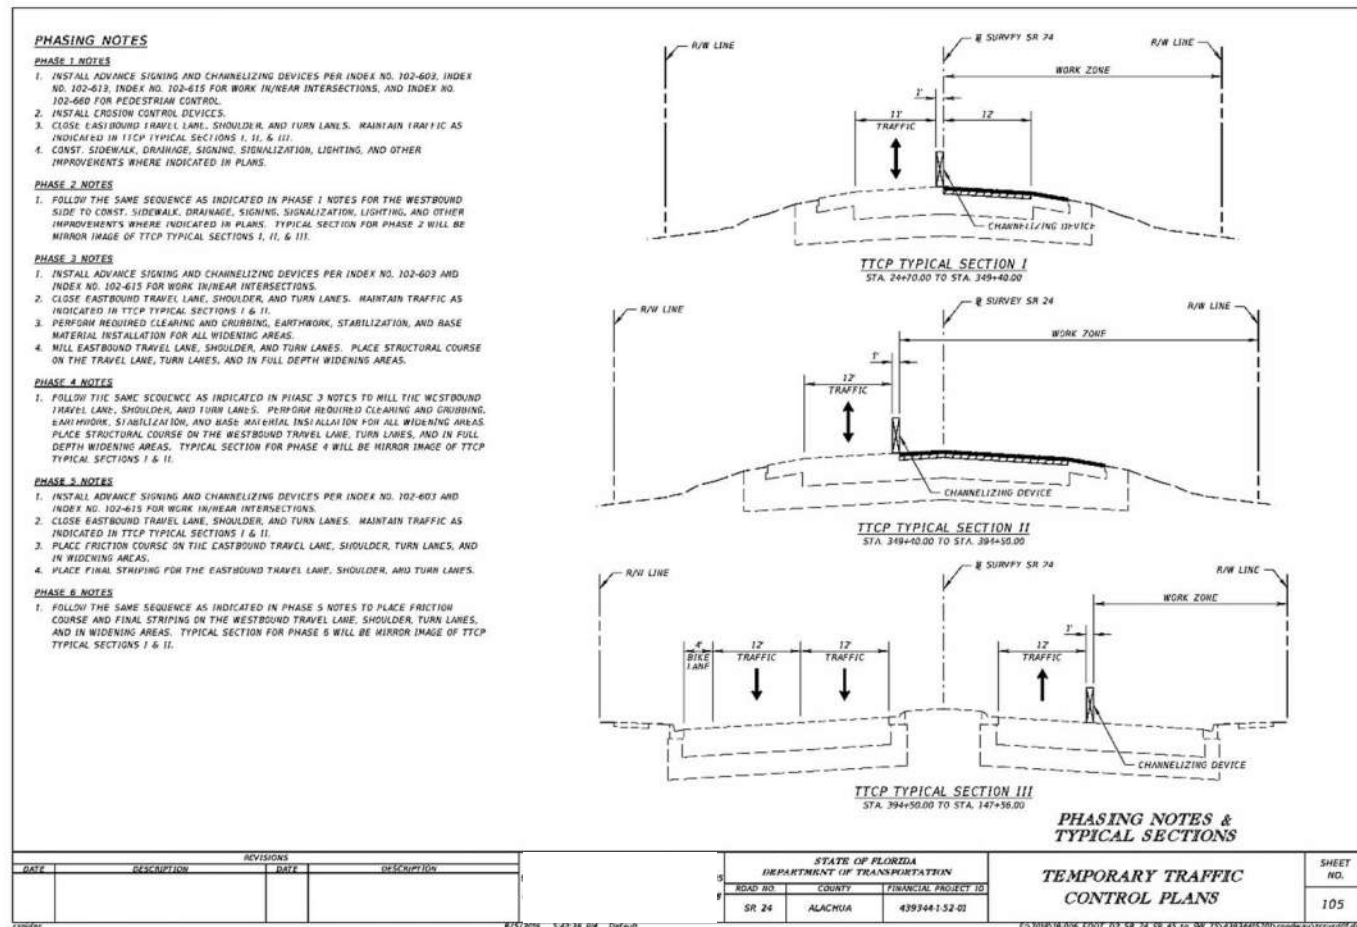 PHASING NOTES
PHASE 1 NOTES
1. INSTALL ADVANCE SIGNING AND CHANNELIZING DEVICES PER INDEX NO. 102-603, INDEX
NO. 102-613, INDEX NO. 102-615 FOR WORK IN/NEAR INTERSECTIONS, AND INDEX NO.
102-660 FOR PEDESTRIAN CONTROL.
2. INSTALL EROSION CONTROL DEVICES.
3. CLOSE EASTBOUND TRAVEL LANE, SHOULDER, AND TURN LANES. MAINTAIN TRAFFIC AS
INDICATED IN TTCP TYPICAL SECTIONS I, II, & III.
4. CONST. SIDEWALK, DRAINAGE, SIGNING, SIGNALIZATION, LIGHTING, AND OTHER
IMPROVEMENTS WHERE INDICATED IN PLANS.
PHASE 2 NOTES
1. FOLLOW THE SAME SEQUENCE AS INDICATED IN PHASE 1 NOTES FOR THE WESTBOUND
SIDE TO CONST. SIDEWALK, DRAINAGE, SIGNING, SIGNALIZATION, LIGHTING, AND OTHER
IMPROVEMENTS WHERE INDICATED IN PLANS. TYPICAL SECTION FOR PHASE 2 WILL BE
MIRROR IMAGE OF TTCP TYPICAL SECTIONS I, II, & III.
PHASE 3 NOTES
1. INSTALL ADVANCE SIGNING AND CHANNELIZING DEVICES PER INDEX NO. 102-603 AND
INDEX NO. 102-615 FOR WORK IN/NEAR INTERSECTIONS.
2. CLOSE EASTBOUND TRAVEL LANE, SHOULDER, AND TURN LANES. MAINTAIN TRAFFIC AS
INDICATED IN TTCP TYPICAL SECTIONS I & II.
3. PERFORM REQUIRED CLEARING AND GRUBBING, EARTHWORK, STABILIZATION, AND BASE
MATERIAL INSTALLATION FOR ALL WIDENING AREAS.
4. MILL EASTBOUND TRAVEL LANE, SHOULDER, AND TURN LANES. PLACE STRUCTURAL COURSE
ON THE TRAVEL LANE, TURN LANES, AND IN FULL DEPTH WIDENING AREAS.
PHASE 4 NOTES
1. FOLLOW THE SAME SEQUENCE AS INDICATED IN PHASE 3 NOTES TO MILL THE WESTBOUND
TRAVEL LANE, SHOULDER, AND TURN LANES. PERFORM REQUIRED CLEARING AND GRUBBING,
EARTHWORK, STABILIZATION, AND BASE MATERIAL INSTALLATION FOR ALL WIDENING AREAS.
PLACE STRUCTURAL COURSE ON THE WESTBOUND TRAVEL LANE, TURN LANES, AND IN FULL
DEPTH WIDENING AREAS. TYPICAL SECTION FOR PHASE 4 WILL BE MIRROR IMAGE OF TTCP
TYPICAL SECTIONS I & II.
PHASE 5 NOTES
1. INSTALL ADVANCE SIGNING AND CHANNELIZING DEVICES PER INDEX NO. 102-603 AND
INDEX NO. 102-615 FOR WORK IN/NEAR INTERSECTIONS.
2. CLOSE EASTBOUND TRAVEL LANE, SHOULDER, AND TURN LANES. MAINTAIN TRAFFIC AS
INDICATED IN TTCP TYPICAL SECTIONS I & II.
3. PLACE FRICTION COURSE ON THE EASTBOUND TRAVEL LANE, SHOULDER, TURN LANES, AND
IN WIDENING AREAS.
4. PLACE FINAL STRIPING FOR THE EASTBOUND TRAVEL LANE, SHOULDER, AND TURN LANES.
PHASE 6 NOTES
1. FOLLOW THE SAME SEQUENCE AS INDICATED IN PHASE 5 NOTES TO PLACE FRICTION
COURSE AND FINAL STRIPING ON THE WESTBOUND TRAVEL LANE, SHOULDER, TURN LANES,
AND IN WIDENING AREAS. TYPICAL SECTION FOR PHASE 6 WILL BE MIRROR IMAGE OF TTCP
TYPICAL SECTIONS I & II.
R/W LINE
℄ SURVEY SR 24
R/W LINE
WORK ZONE
1'
11'
TRAFFIC
12'
CHANNELIZING DEVICE
TTCP TYPICAL SECTION I
STA. 24+70.00 TO STA. 349+40.00
R/W LINE
℄ SURVEY SR 24
R/W LINE
WORK ZONE
1'
12'
TRAFFIC
CHANNELIZING DEVICE
TTCP TYPICAL SECTION II
STA. 349+40.00 TO STA. 394+50.00
R/W LINE
℄ SURVEY SR 24
R/W LINE
WORK ZONE
1'
4'
BIKE
LANE
12'
TRAFFIC
12'
TRAFFIC
12'
TRAFFIC
CHANNELIZING DEVICE
TTCP TYPICAL SECTION III
STA. 394+50.00 TO STA. 147+56.00
PHASING NOTES &
TYPICAL SECTIONS
REVISIONS
DATE DESCRIPTION DATE DESCRIPTION
STATE OF FLORIDA
DEPARTMENT OF TRANSPORTATION
ROAD NO. COUNTY FINANCIAL PROJECT ID
SR 24 ALACHUA 439344-1-52-01
TEMPORARY TRAFFIC
CONTROL PLANS
SHEET
NO.
105